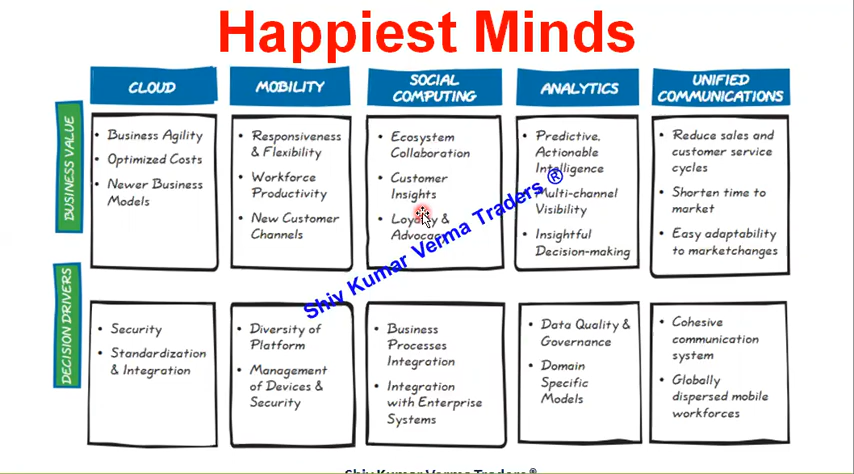 Happiest Minds
CLOUD
MOBILITY
SOCIAL
COMPUTING
ANALYTICS
UNIFIED
COMMUNICATIONS
BUSINESS VALUE
• Business Agility
• Optimized Costs
• Newer Business
Models
• Responsiveness
& Flexibility
• Workforce
Productivity
• New Customer
Channels
• Ecosystem
Collaboration
• Customer
Insights
• Loyalty &
Advocacy
• Predictive,
Actionable
Intelligence
• Multi-channel
Visibility
• Insightful
Decision-making
• Reduce sales and
customer service
cycles
• Shorten time to
market
• Easy adaptability
to marketchanges
Shiv Kumar Verma Traders ®
DECISION DRIVERS
• Security
• Standardization
& Integration
• Diversity of
Platform
• Management
of Devices &
Security
• Business
Processes
Integration
• Integration
with Enterprise
Systems
• Data Quality &
Governance
• Domain
Specific
Models
• Cohesive
communication
system
• Globally
dispersed mobile
workforces
Shiv Kumar Verma Traders ®